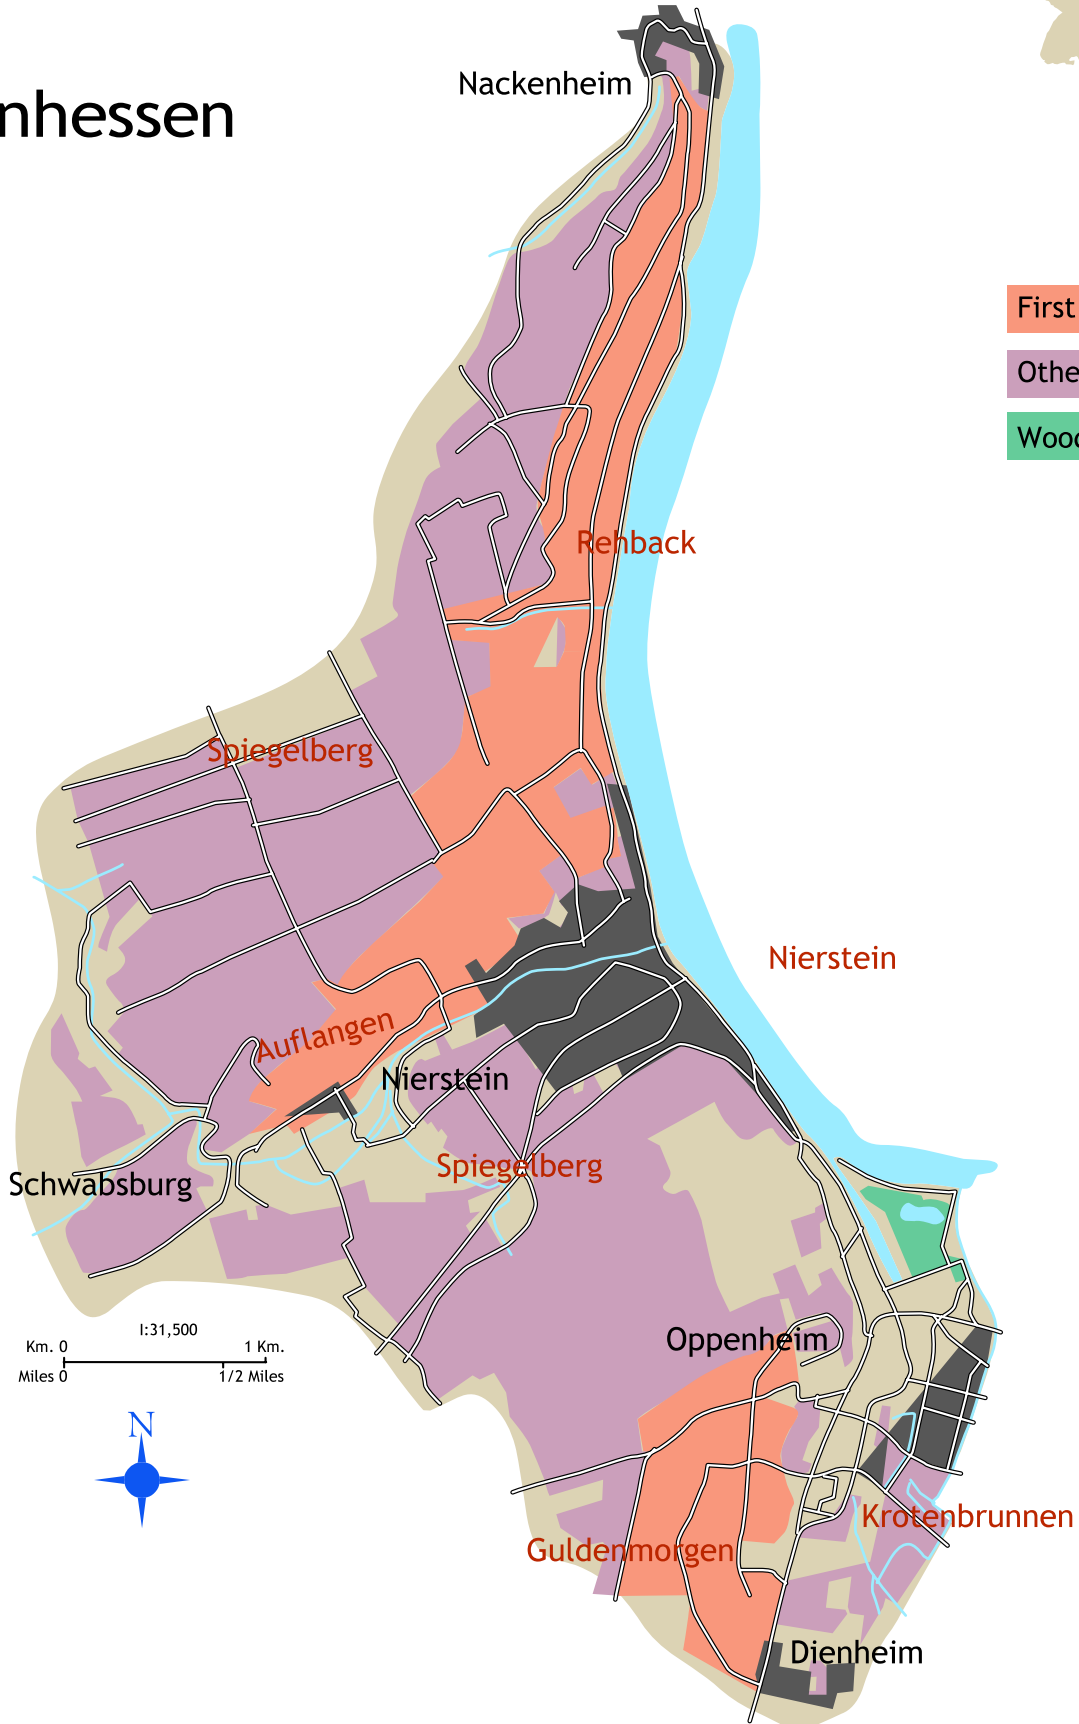 Nackenheim
nhessen
First
Othe
Wood
Rehback
Spiegelberg
Nierstein
Auflangen
Nierstein
Spiegelberg
Schwabsburg
I:31,500
Km. 0 1 Km.
Miles 0 1/2 Miles
Oppenheim
N
Krotenbrunnen
Guldenmorgen
Dienheim